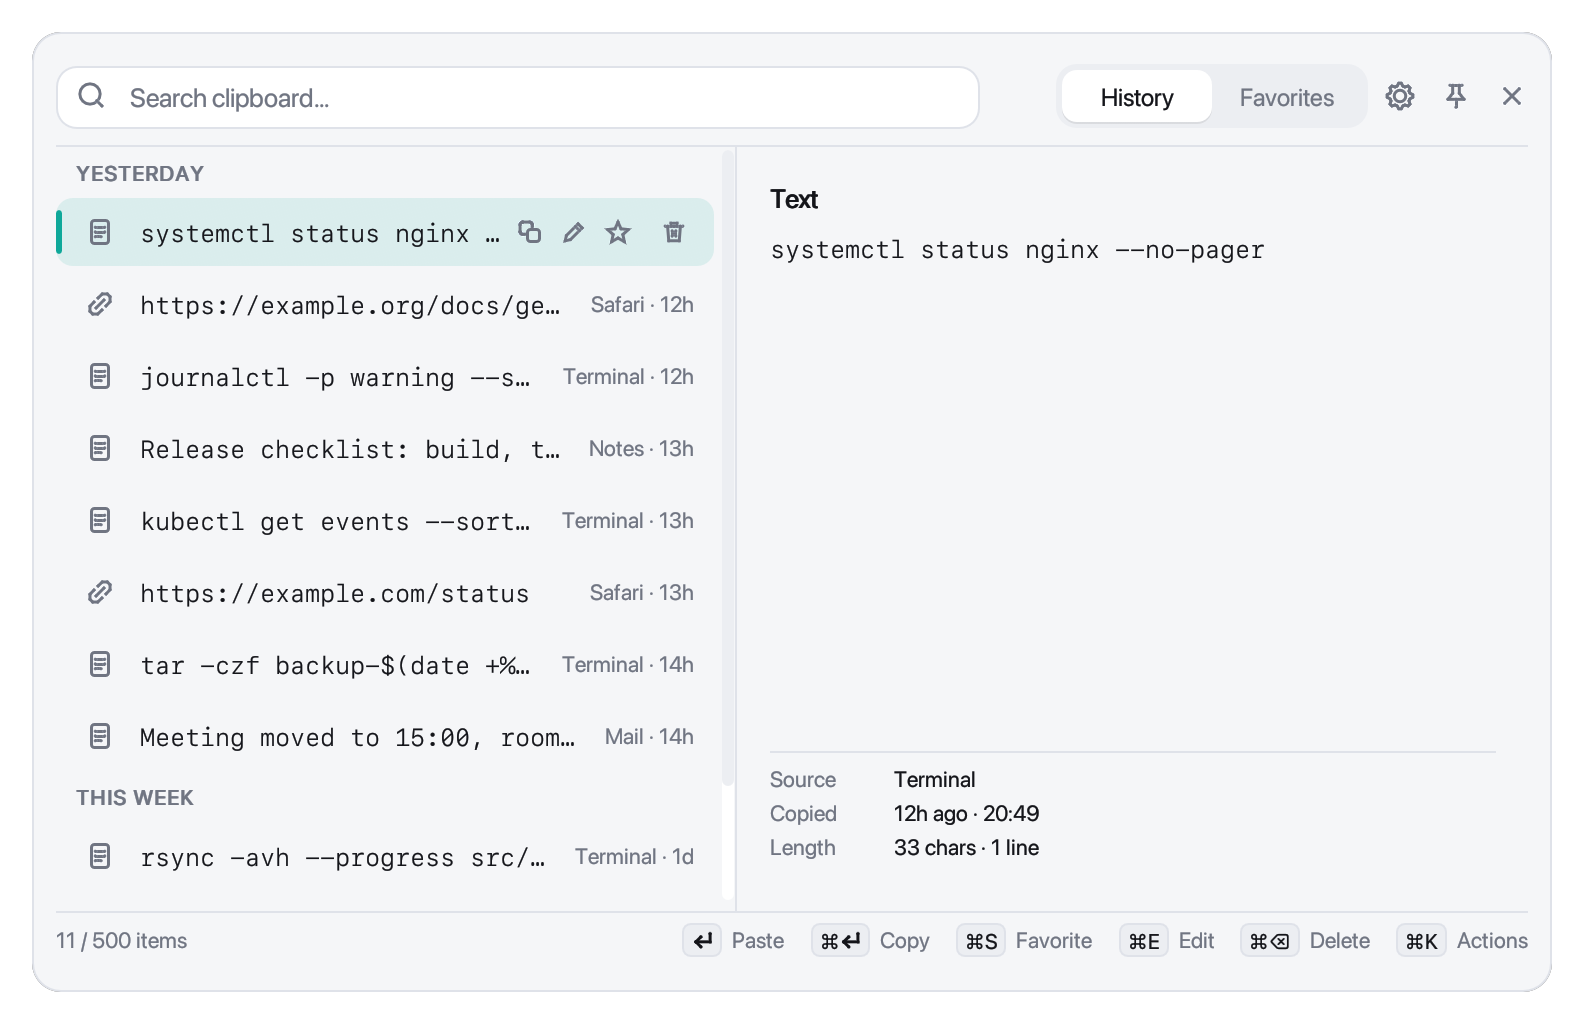 Search clipboard...
History
Favorites
YESTERDAY
systemctl status nginx …
https://example.org/docs/ge… Safari · 12h
journalctl -p warning --s… Terminal · 12h
Release checklist: build, t… Notes · 13h
kubectl get events --sort… Terminal · 13h
https://example.com/status Safari · 13h
tar -czf backup-$(date +%… Terminal · 14h
Meeting moved to 15:00, room… Mail · 14h
THIS WEEK
rsync -avh --progress src/… Terminal · 1d
Text
systemctl status nginx --no-pager
Source Terminal
Copied 12h ago · 20:49
Length 33 chars · 1 line
11 / 500 items
↵ Paste ⌘↵ Copy ⌘S Favorite ⌘E Edit ⌘⌫ Delete ⌘K Actions